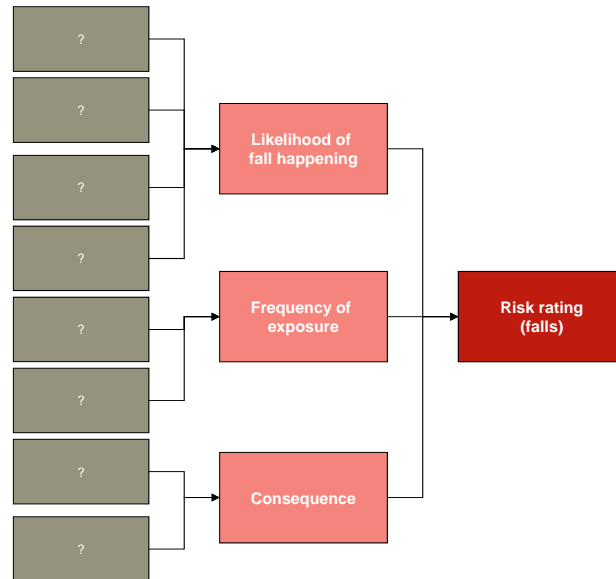 ?
?
?
?
?
?
?
?
Likelihood of
fall happening
Frequency of
exposure
Consequence
Risk rating
(falls)